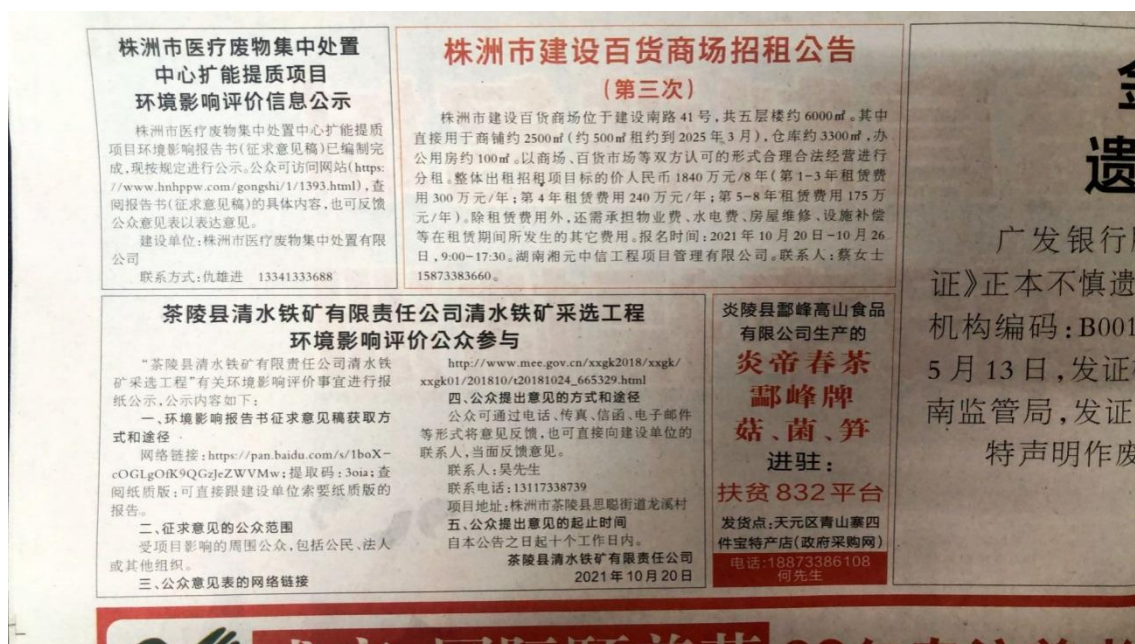 株洲市医疗废物集中处置
中心扩能提质项目
环境影响评价信息公示
株洲市医疗废物集中处置中心扩能提质
项目环境影响报告书(征求意见稿)已编制完
成,现按规定进行公示。公众可访问网站(https:
//www.hnhppw.com/gongshi/1/1393.html),查
阅报告书(征求意见稿)的具体内容,也可反馈
公众意见表以表达意见。
建设单位:株洲市医疗废物集中处置有限
公司
联系方式:仇雄进 13341333688
株洲市建设百货商场招租公告
(第三次)
株洲市建设百货商场位于建设南路41号,共五层楼约6000㎡。其中
直接用于商铺约2500㎡(约500㎡租约到2025年3月),仓库约3300㎡,办
公用房约100㎡。以商场、百货市场等双方认可的形式合理合法经营进行
分租。整体出租招租项目标的价人民币1840万元/8年(第1-3年租赁费
用300万元/年;第4年租赁费用240万元/年;第5-8年租赁费用175万
元/年)。除租赁费用外,还需承担物业费、水电费、房屋维修、设施补偿
等在租赁期间所发生的其它费用。报名时间:2021年10月20日-10月26
日,9:00-17:30。湖南湘元中信工程项目管理有限公司。联系人:蔡女士
15873383660。
茶陵县清水铁矿有限责任公司清水铁矿采选工程
环境影响评价公众参与
“茶陵县清水铁矿有限责任公司清水铁
矿采选工程”有关环境影响评价事宜进行报
纸公示,公示内容如下:
一、环境影响报告书征求意见稿获取方
式和途径
网络链接:https://pan.baidu.com/s/1boX-
cOGLgOfK9QGzJeZWVMw;提取码:3oia;查
阅纸质版:可直接跟建设单位索要纸质版的
报告。
二、征求意见的公众范围
受项目影响的周围公众,包括公民、法人
或其他组织。
三、公众意见表的网络链接
http://www.mee.gov.cn/xxgk2018/xxgk/
xxgk01/201810/t20181024_665329.html
四、公众提出意见的方式和途径
公众可通过电话、传真、信函、电子邮件
等形式将意见反馈,也可直接向建设单位的
联系人,当面反馈意见。
联系人:吴先生
联系电话:13117338739
项目地址:株洲市茶陵县思聪街道龙溪村
五、公众提出意见的起止时间
自本公告之日起十个工作日内。
茶陵县清水铁矿有限责任公司
2021年10月20日
炎陵县酃峰高山食品
有限公司生产的
炎帝春茶
酃峰牌
菇、菌、笋
进驻:
扶贫832平台
发货点:天元区青山寨四
件宝特产店(政府采购网)
电话:18873386108
何先生
遗
广发银行
证》正本不慎遗
机构编码:B001
5月13日,发证
南监管局,发证
特声明作废